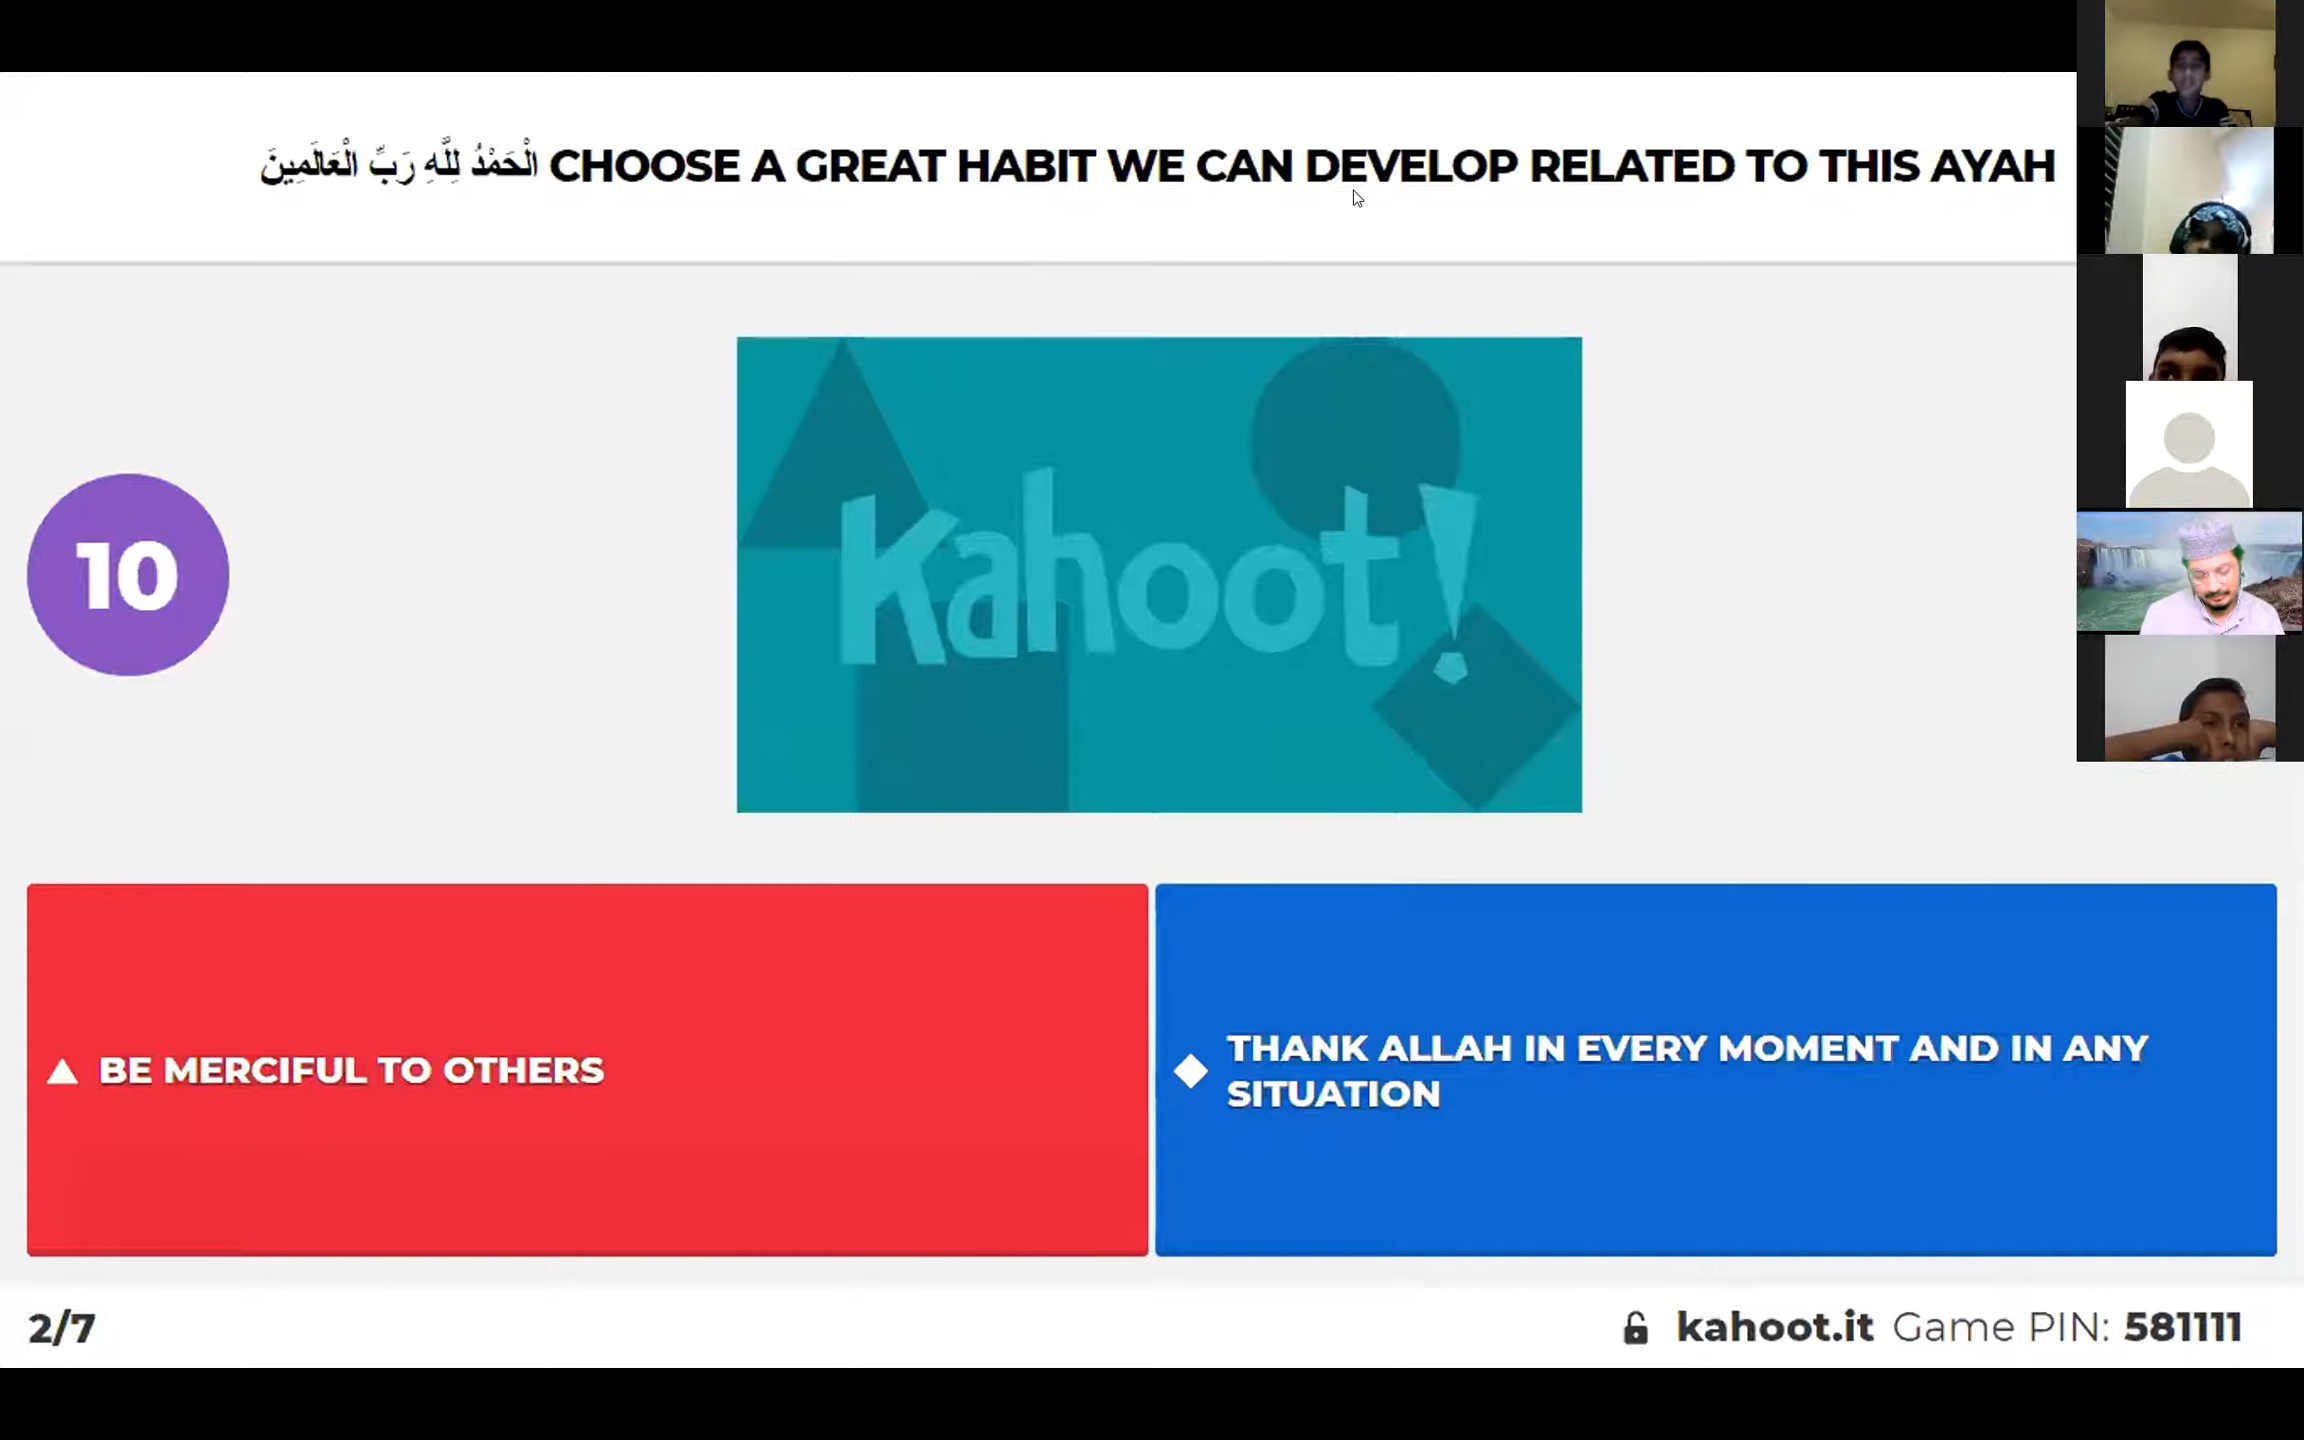 الْحَمْدُ لِلَّهِ رَبِّ الْعَالَمِينَ CHOOSE A GREAT HABIT WE CAN DEVELOP RELATED TO THIS AYAH
10
Kahoot!
BE MERCIFUL TO OTHERS
THANK ALLAH IN EVERY MOMENT AND IN ANY
SITUATION
2/7
kahoot.it Game PIN: 581111